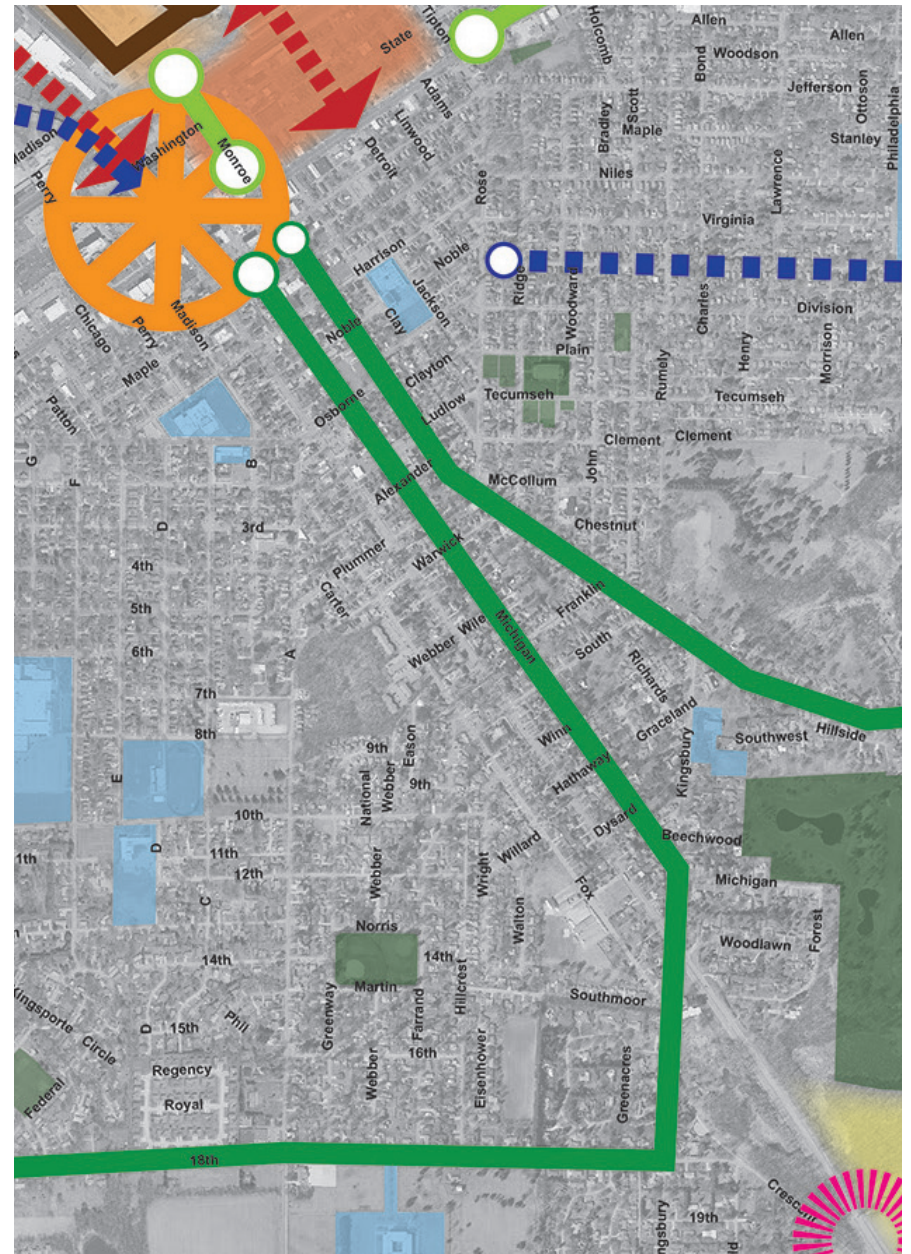 Allen
Allen
Holcomb
Tipton
State
Bond
Woodson
Jefferson
Ottoson
Philadelphia
Adams
Linwood
Detroit
Bradley
Scott
Maple
Stanley
Madison
Washington
Monroe
Perry
Rose
Niles
Lawrence
Virginia
Harrison
Noble
Jackson
Clay
Ridge
Woodward
Charles
Division
Chicago
Perry
Madison
Maple
Noble
Clayton
Plain
Rumely
Henry
Morrison
Osborne
Ludlow
Tecumseh
Tecumseh
Patton
Clement
Clement
G
F
B
Alexander
McCollum
John
D
3rd
Chestnut
Plummer
Warwick
4th
Carter
Franklin
5th
Webber
Wile
Michigan
South
6th
A
Richards
7th
Graceland
8th
Winn
Kingsbury
Southwest
Hillside
9th
Eason
Hathaway
E
National
Webber
9th
10th
Dysard
Beechwood
1th
D
11th
Willard
12th
Webber
Wright
Fox
Michigan
C
Walton
Norris
Woodlawn
Forest
14th
14th
Hillcrest
Martin
Southmoor
Kingsporte
Greenway
Farrand
D
15th
Phil
Circle
16th
Regency
Webber
Eisenhower
Greenacres
Federal
Royal
18th
Crescent
ngsbury
19th